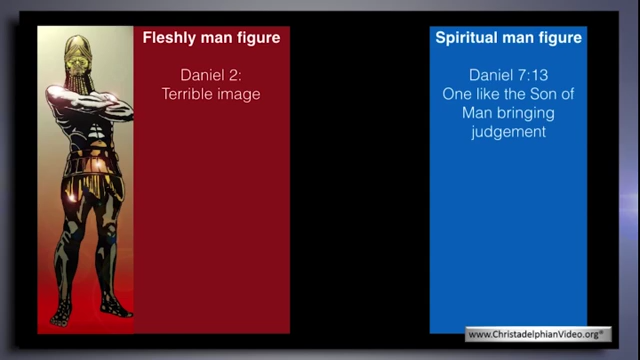 Fleshly man figure
Daniel 2:
Terrible image
Spiritual man figure
Daniel 7:13
One like the Son of
Man bringing
judgement
www.ChristadelphianVideo.org®